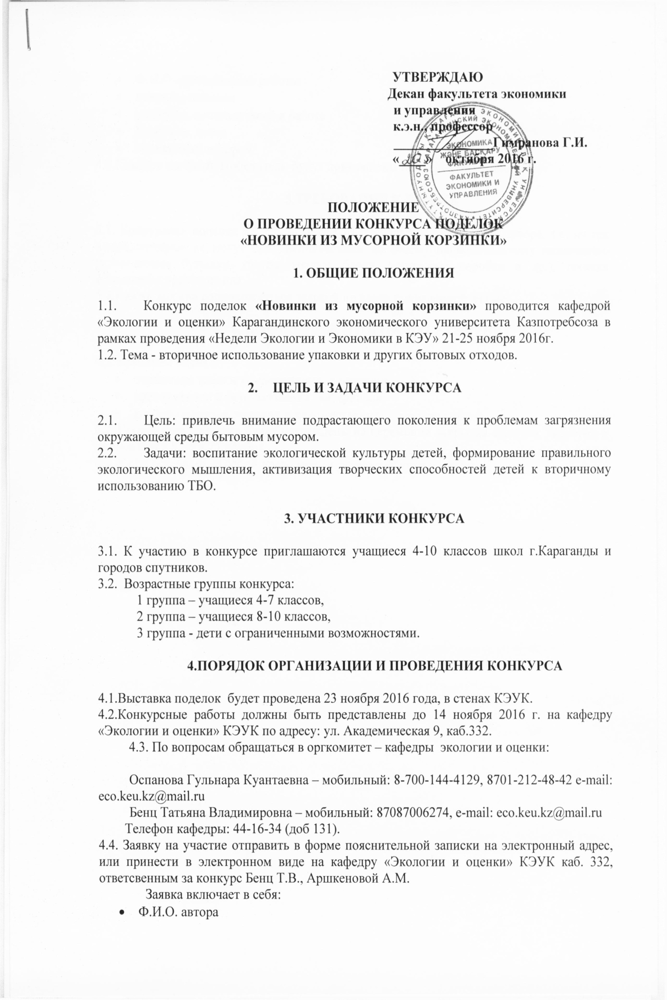 УТВЕРЖДАЮ
Декан факультета экономики
и управления
к.э.н., профессор
Гимранова Г.И.
«20» октября 2016 г.
ЭКОНОМИКА
ЖӘНЕ БАСҚАРУ
ФАКУЛЬТЕТІ
ФАКУЛЬТЕТ
ЭКОНОМИКИ И
УПРАВЛЕНИЯ
ПОЛОЖЕНИЕ
О ПРОВЕДЕНИИ КОНКУРСА ПОДЕЛОК
«НОВИНКИ ИЗ МУСОРНОЙ КОРЗИНКИ»
1. ОБЩИЕ ПОЛОЖЕНИЯ
1.1. Конкурс поделок «Новинки из мусорной корзинки» проводится кафедрой
«Экологии и оценки» Карагандинского экономического университета Казпотребсоза в
рамках проведения «Недели Экологии и Экономики в КЭУ» 21-25 ноября 2016г.
1.2. Тема - вторичное использование упаковки и других бытовых отходов.
2. ЦЕЛЬ И ЗАДАЧИ КОНКУРСА
2.1. Цель: привлечь внимание подрастающего поколения к проблемам загрязнения
окружающей среды бытовым мусором.
2.2. Задачи: воспитание экологической культуры детей, формирование правильного
экологического мышления, активизация творческих способностей детей к вторичному
использованию ТБО.
3. УЧАСТНИКИ КОНКУРСА
3.1. К участию в конкурсе приглашаются учащиеся 4-10 классов школ г.Караганды и
городов спутников.
3.2. Возрастные группы конкурса:
1 группа – учащиеся 4-7 классов,
2 группа – учащиеся 8-10 классов,
3 группа - дети с ограниченными возможностями.
4.ПОРЯДОК ОРГАНИЗАЦИИ И ПРОВЕДЕНИЯ КОНКУРСА
4.1.Выставка поделок будет проведена 23 ноября 2016 года, в стенах КЭУК.
4.2.Конкурсные работы должны быть представлены до 14 ноября 2016 г. на кафедру
«Экологии и оценки» КЭУК по адресу: ул. Академическая 9, каб.332.
4.3. По вопросам обращаться в оргкомитет – кафедры экологии и оценки:
Оспанова Гульнара Куантаевна – мобильный: 8-700-144-4129, 8701-212-48-42 e-mail:
eco.keu.kz@mail.ru
Бенц Татьяна Владимировна – мобильный: 87087006274, e-mail: eco.keu.kz@mail.ru
Телефон кафедры: 44-16-34 (доб 131).
4.4. Заявку на участие отправить в форме пояснительной записки на электронный адрес,
или принести в электронном виде на кафедру «Экологии и оценки» КЭУК каб. 332,
ответсвенным за конкурс Бенц Т.В., Аршкеновой А.М.
Заявка включает в себя:
• Ф.И.О. автора